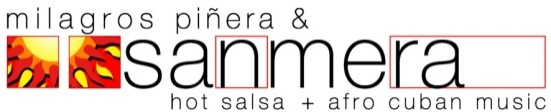 milagros piñera &
sanmera
hot salsa + afro cuban music